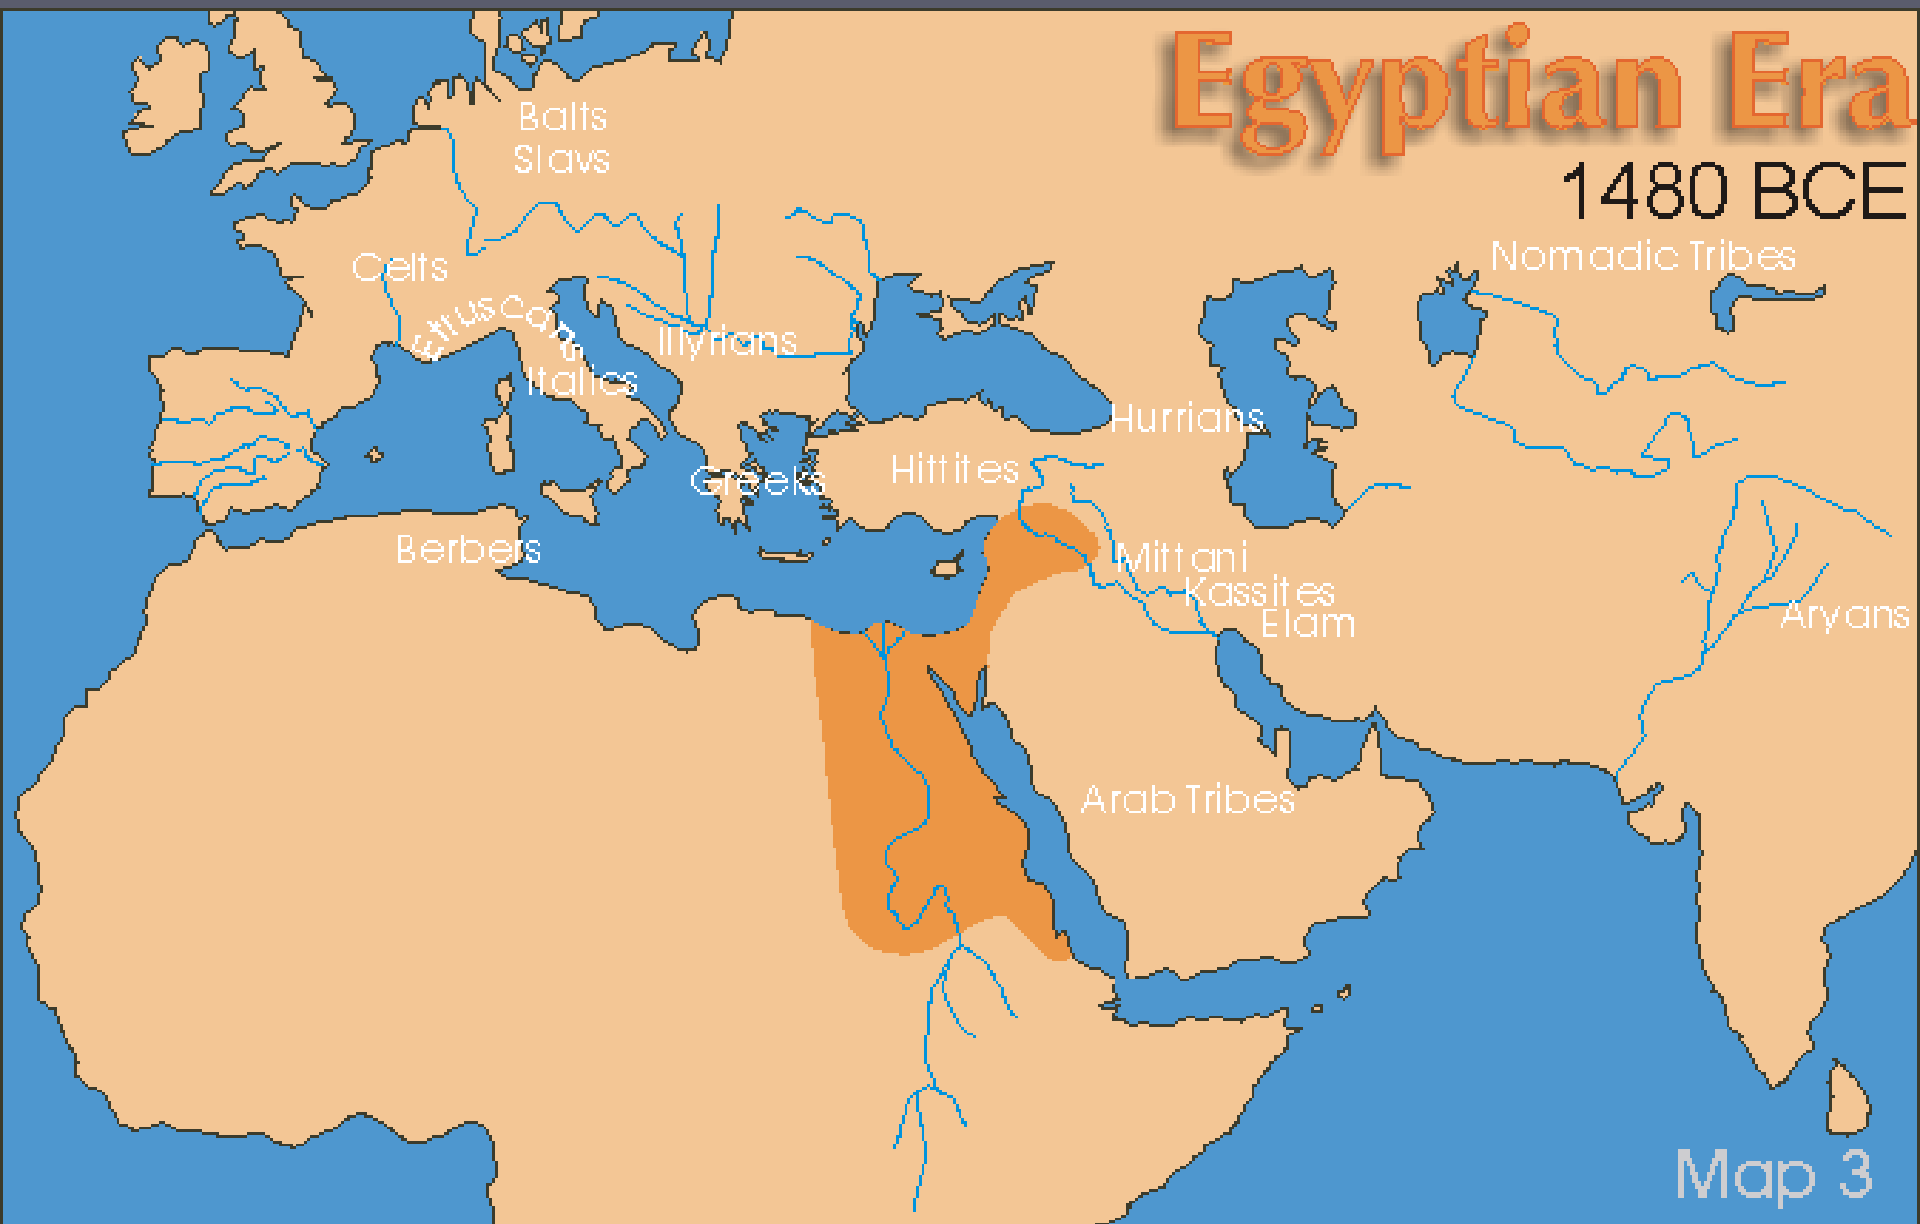 Egyptian Era
1480 BCE
Balts
Slavs
Nomadic Tribes
Celts
Etruscans
Illyrians
Italics
Hurrians
Greeks
Hittites
Berbers
Mittani
Kassites
Elam
Aryans
Arab Tribes
Map 3